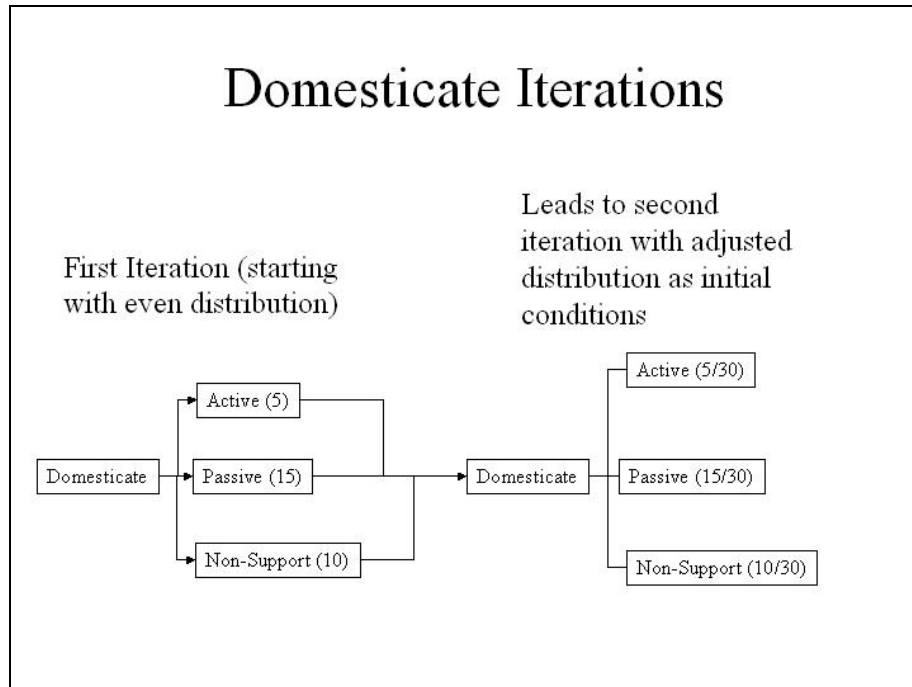 Domesticate Iterations
First Iteration (starting
with even distribution)
Leads to second
iteration with adjusted
distribution as initial
conditions
Domesticate
Active (5)
Passive (15)
Non-Support (10)
Domesticate
Active (5/30)
Passive (15/30)
Non-Support (10/30)